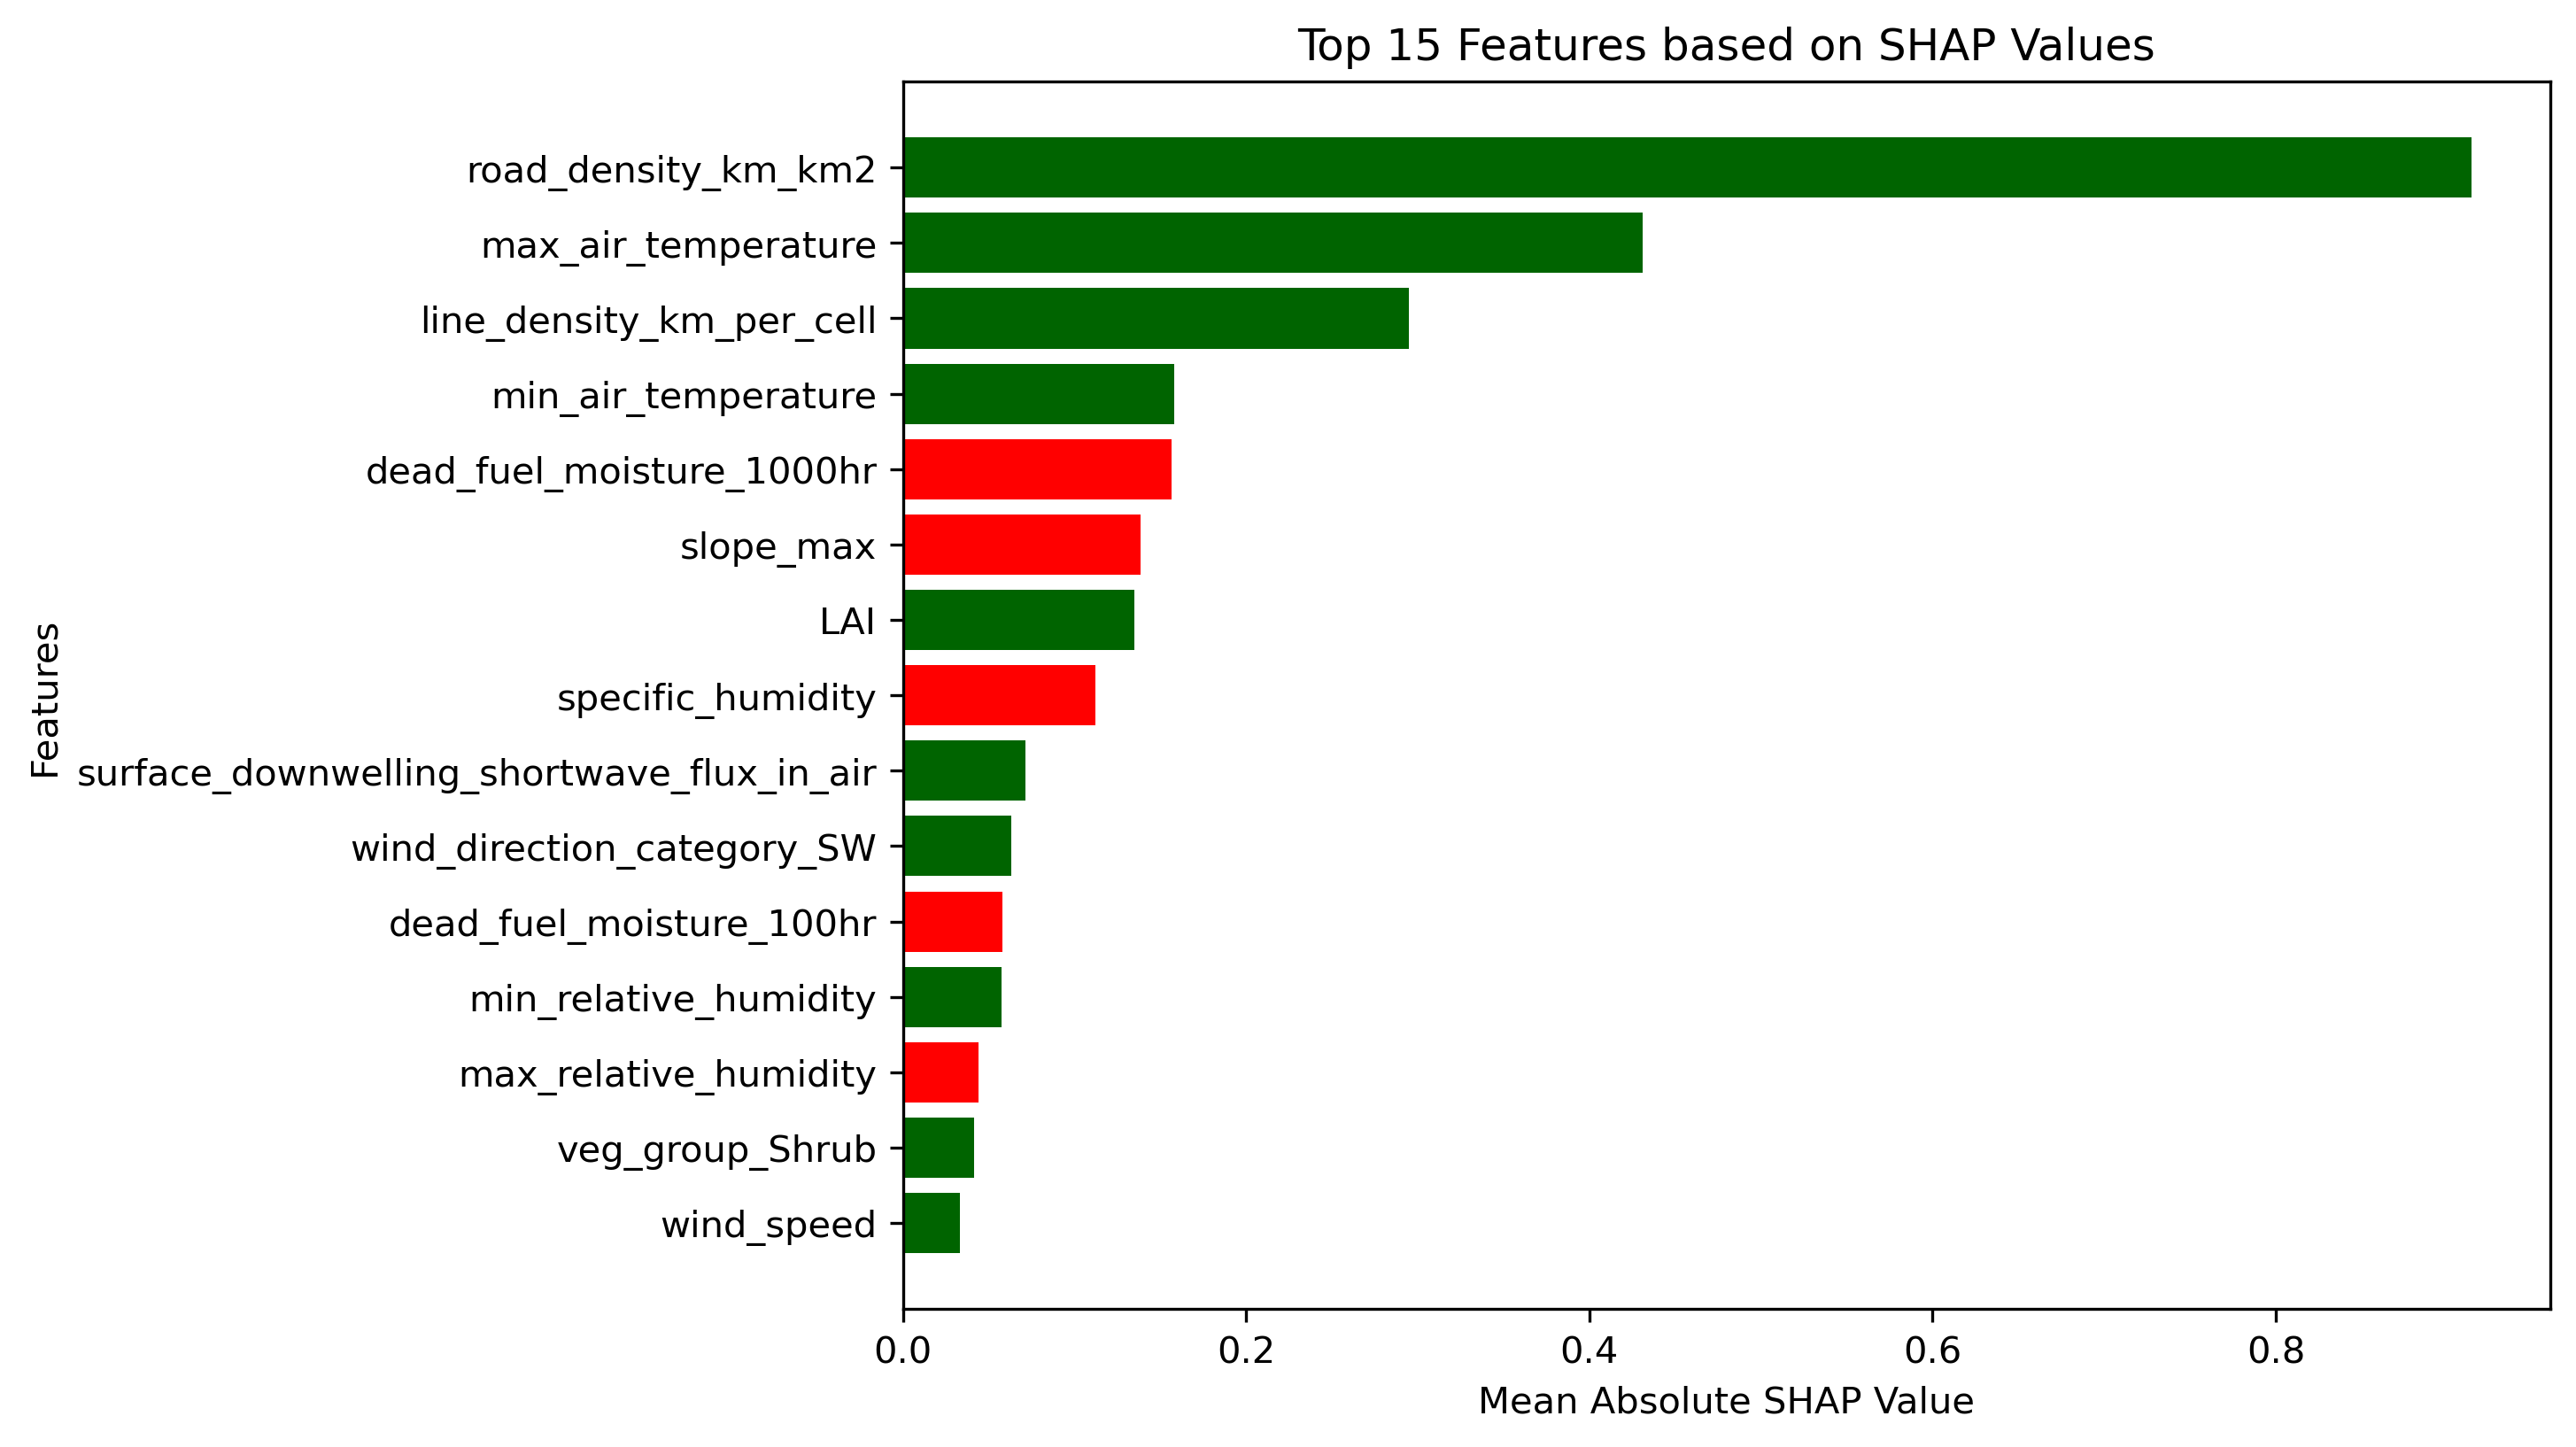 Top 15 Features based on SHAP Values
Features
road_density_km_km2
max_air_temperature
line_density_km_per_cell
min_air_temperature
dead_fuel_moisture_1000hr
slope_max
LAI
specific_humidity
surface_downwelling_shortwave_flux_in_air
wind_direction_category_SW
dead_fuel_moisture_100hr
min_relative_humidity
max_relative_humidity
veg_group_Shrub
wind_speed
0.0 0.2 0.4 0.6 0.8
Mean Absolute SHAP Value